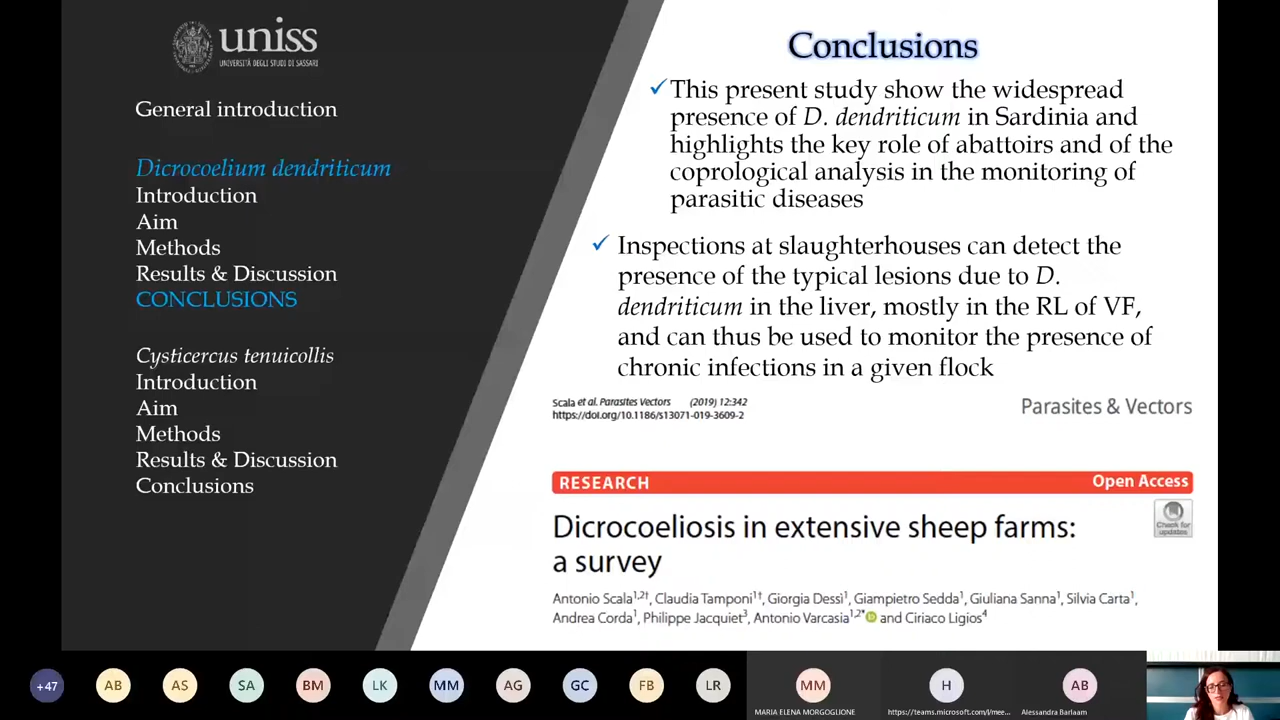 uniss
UNIVERSITÀ DEGLI STUDI DI SASSARI
General introduction
Dicrocoelium dendriticum
Introduction
Aim
Methods
Results & Discussion
CONCLUSIONS
Cysticercus tenuicollis
Introduction
Aim
Methods
Results & Discussion
Conclusions
Conclusions
✓This present study show the widespread
presence of D. dendriticum in Sardinia and
highlights the key role of abattoirs and of the
coprological analysis in the monitoring of
parasitic diseases
✓ Inspections at slaughterhouses can detect the
presence of the typical lesions due to D.
dendriticum in the liver, mostly in the RL of VF,
and can thus be used to monitor the presence of
chronic infections in a given flock
Scala et al. Parasites Vectors (2019) 12:342
https://doi.org/10.1186/s13071-019-3609-2
Parasites & Vectors
RESEARCH Open Access
Check for
updates
Dicrocoeliosis in extensive sheep farms:
a survey
Antonio Scala1,2†, Claudia Tamponi1†, Giorgia Dessì1, Giampietro Sedda1, Giuliana Sanna1, Silvia Carta1,
Andrea Corda1, Philippe Jacquiet3, Antonio Varcasia1,2* and Ciriaco Ligios4
+47 AB AS SA BM LK MM AG GC FB LR MM H AB
MARIA ELENA MORGOGLIONE https://teams.microsoft.com/l/mee... Alessandra Barlaam